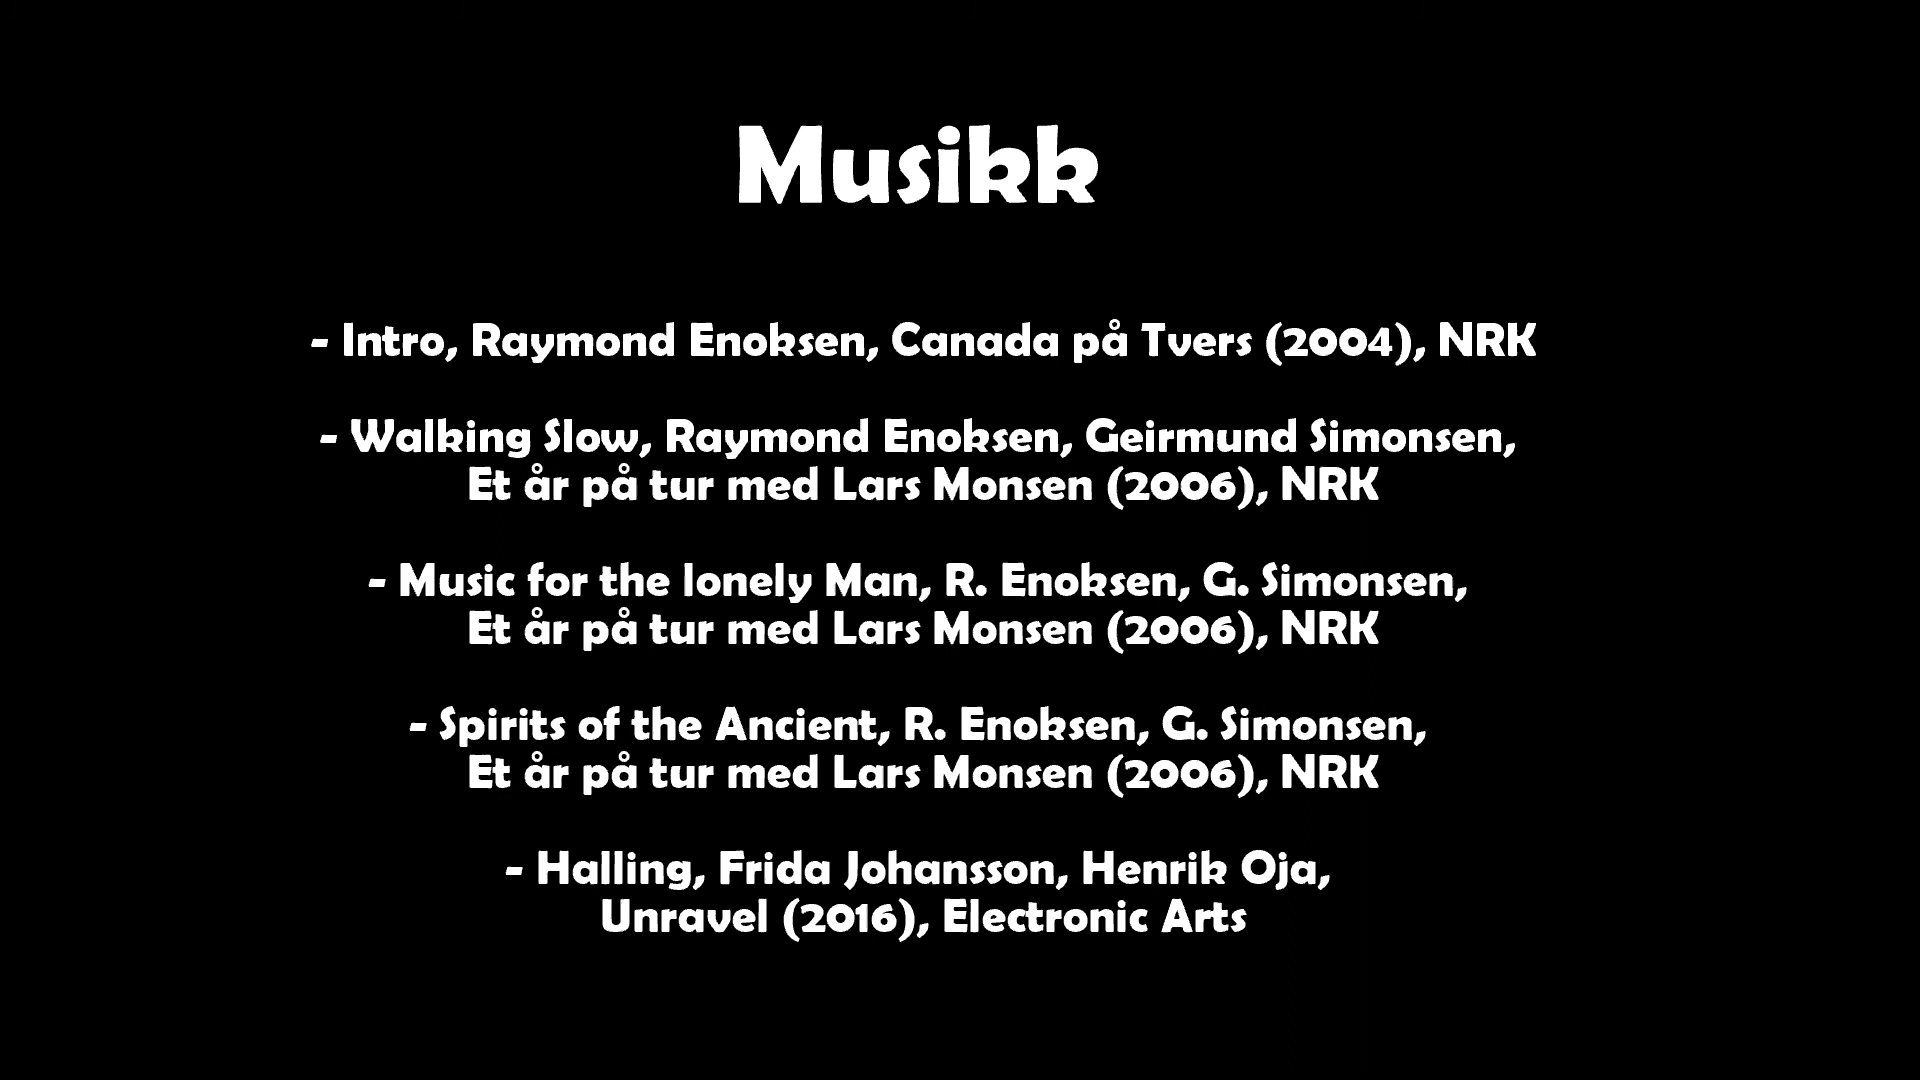 Musikk
- Intro, Raymond Enoksen, Canada på Tvers (2004), NRK
- Walking Slow, Raymond Enoksen, Geirmund Simonsen,
Et år på tur med Lars Monsen (2006), NRK
- Music for the lonely Man, R. Enoksen, G. Simonsen,
Et år på tur med Lars Monsen (2006), NRK
- Spirits of the Ancient, R. Enoksen, G. Simonsen,
Et år på tur med Lars Monsen (2006), NRK
- Halling, Frida Johansson, Henrik Oja,
Unravel (2016), Electronic Arts